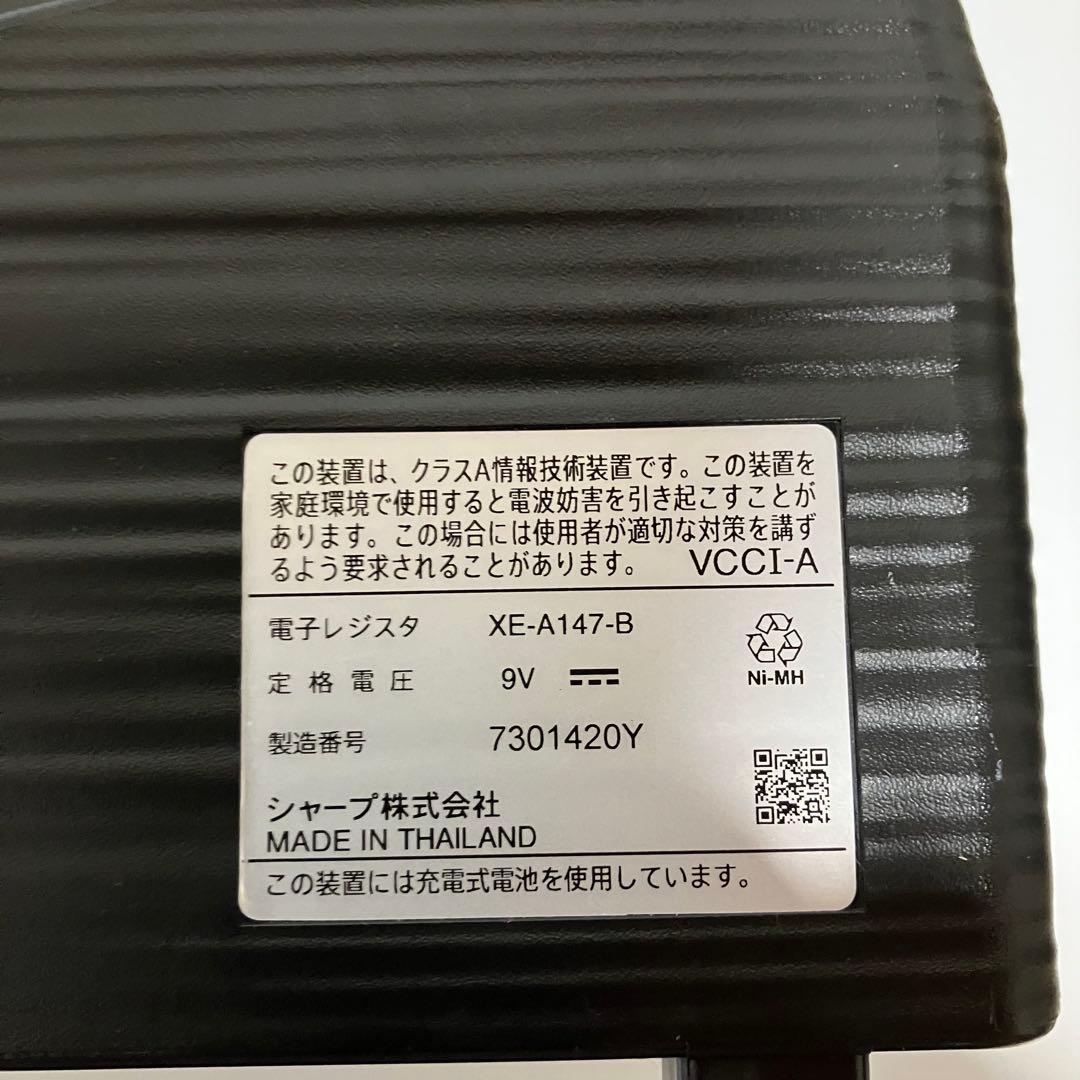 この装置は、クラスA情報技術装置です。この装置を
家庭環境で使用すると電波妨害を引き起こすことが
あります。この場合には使用者が適切な対策を講ず
るよう要求されることがあります。 VCCI-A
電子レジスタ XE-A147-B
定格電圧 9V
Ni-MH
製造番号 7301420Y
シャープ株式会社
MADE IN THAILAND
この装置には充電式電池を使用しています。